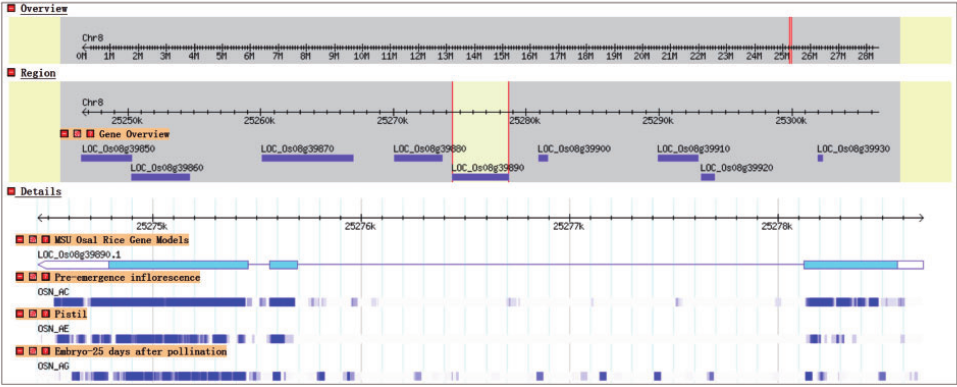 Overview
Chr8
0M 1M 2M 3M 4M 5M 6M 7M 8M 9M 10M 11M 12M 13M 14M 15M 16M 17M 18M 19M 20M 21M 22M 23M 24M 25M 26M 27M 28M
Region
Chr8
25250k 25260k 25270k 25280k 25290k 25300k
Gene Overview
LOC_Os08g39850 LOC_Os08g39870 LOC_Os08g39880 LOC_Os08g39900 LOC_Os08g39910 LOC_Os08g39930
LOC_Os08g39860 LOC_Os08g39890 LOC_Os08g39920
Details
25275k 25276k 25277k 25278k
MSU Osa1 Rice Gene Models
LOC_Os08g39890.1
Pre-emergence inflorescence
OSN_AC
Pistil
OSN_AE
Embryo-25 days after pollination
OSN_AG